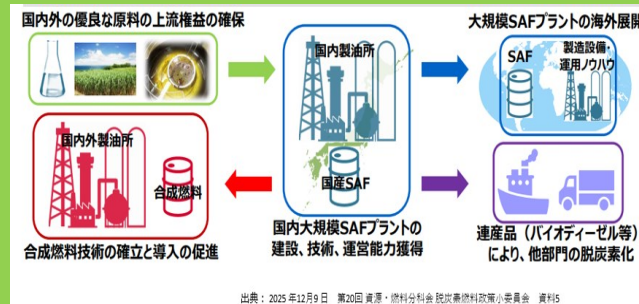 国内外の優良な原料の上流権益の確保
大規模SAFプラントの海外展開
国内製油所
SAF
製造設備・
運用ノウハウ
国内外製油所
合成燃料
国産SAF
合成燃料技術の確立と導入の促進
国内大規模SAFプラントの
建設、技術、運営能力獲得
連産品（バイオディーゼル等）
により、他部門の脱炭素化
出典： 2025年12月9日 第20回 資源・燃料分科会 脱炭素燃料政策小委員会 資料5